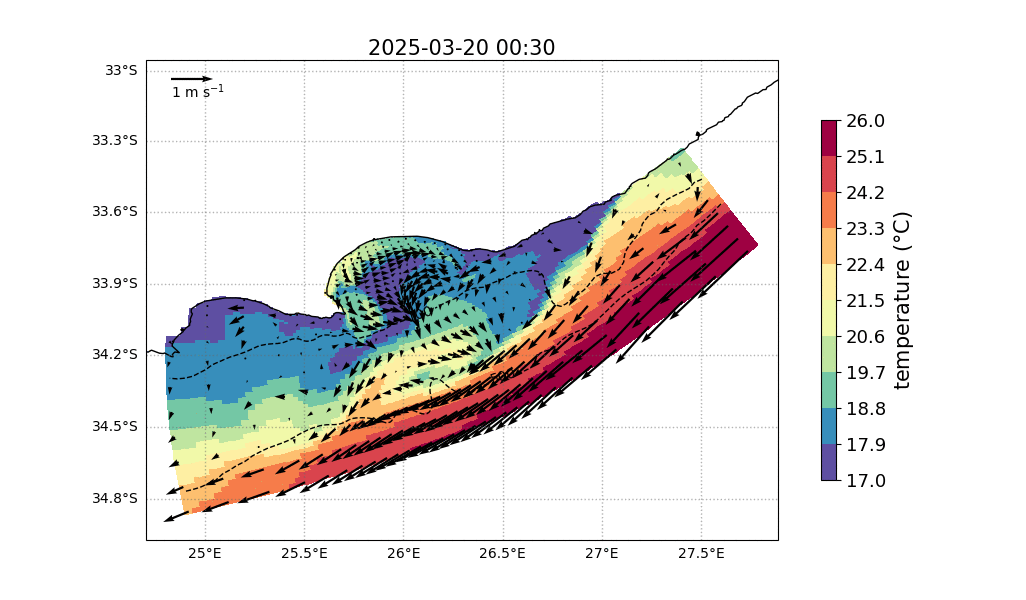 2025-03-20 00:30
1 m s⁻¹
33°S
33.3°S
33.6°S
33.9°S
34.2°S
34.5°S
34.8°S
25°E
25.5°E
26°E
26.5°E
27°E
27.5°E
26.0
25.1
24.2
23.3
22.4
21.5
20.6
19.7
18.8
17.9
17.0
temperature (°C)